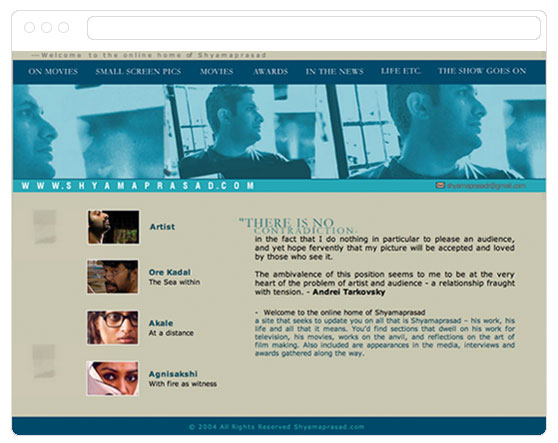 —Welcome to the online home of Shyamaprasad
ON MOVIES SMALL SCREEN PICS MOVIES AWARDS IN THE NEWS LIFE ETC. THE SHOW GOES ON
WWW.SHYAMAPRASAD.COM shyamaprasadr@gmail.com
Artist
Ore Kadal
The Sea within
Akale
At a distance
Agnisakshi
With fire as witness
"THERE IS NO
CONTRADICTION-
in the fact that I do nothing in particular to please an audience,
and yet hope fervently that my picture will be accepted and loved
by those who see it.
The ambivalence of this position seems to me to be at the very
heart of the problem of artist and audience - a relationship fraught
with tension. - Andrei Tarkovsky
- Welcome to the online home of Shyamaprasad
a site that seeks to update you on all that is Shyamaprasad – his work, his
life and all that it means. You'd find sections that dwell on his work for
television, his movies, works on the anvil, and reflections on the art of
film making. Also included are appearances in the media, interviews and
awards gathered along the way.
© 2004 All Rights Reserved Shyamaprasad.com